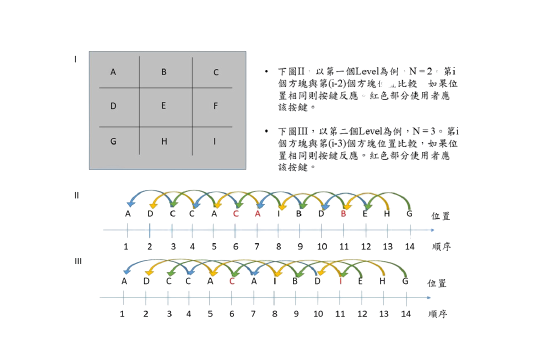 I
A B C
D E F
G H I
• 下圖II，以第一個Level為例，N = 2，第i
個方塊與第(i-2)個方塊位 比較，如果位
置相同則按鍵反應。紅色部分使用者應
該按鍵。
• 下圖III，以第二個Level為例，N = 3。第i
個方塊與第(i-3)個方塊位置比較，如果位
置相同則按鍵反應。紅色部分使用者應
該按鍵。
II
A D C C A C A I B D B E H G 位置
1 2 3 4 5 6 7 8 9 10 11 12 13 14 順序
III
A D C C A C A I B D I E H G 位置
1 2 3 4 5 6 7 8 9 10 11 12 13 14 順序